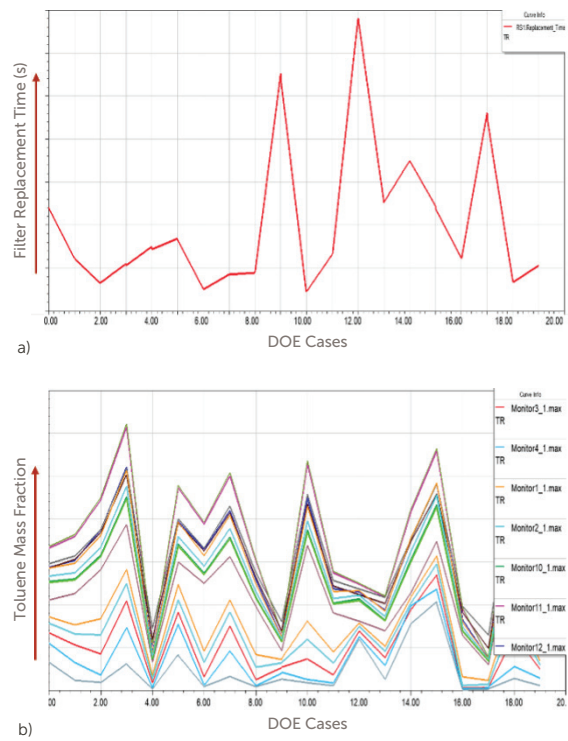 Curve Info
RG1Replacement_Time
TR
Filter Replacement Time (s)
0.00 2.00 4.00 6.00 8.00 10.00 12.00 14.00 16.00 18.00 20.00
DOE Cases
a)
Curve Info
Monitor3_1.max
TR
Monitor4_1.max
TR
Monitor1_1.max
TR
Monitor2_1.max
TR
Monitor10_1.max
TR
Monitor11_1.max
TR
Monitor12_1.max
TR
Toluene Mass Fraction
0.00 2.00 4.00 6.00 8.00 10.00 12.00 14.00 16.00 18.00 20.
DOE Cases
b)